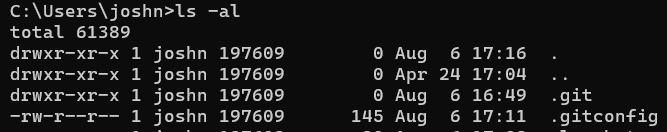 C:\Users\joshn>ls -al
total 61389
drwxr-xr-x 1 joshn 197609        0 Aug  6 17:16  .
drwxr-xr-x 1 joshn 197609        0 Apr 24 17:04  ..
drwxr-xr-x 1 joshn 197609        0 Aug  6 16:49  .git
-rw-r--r-- 1 joshn 197609      145 Aug  6 17:11  .gitconfig